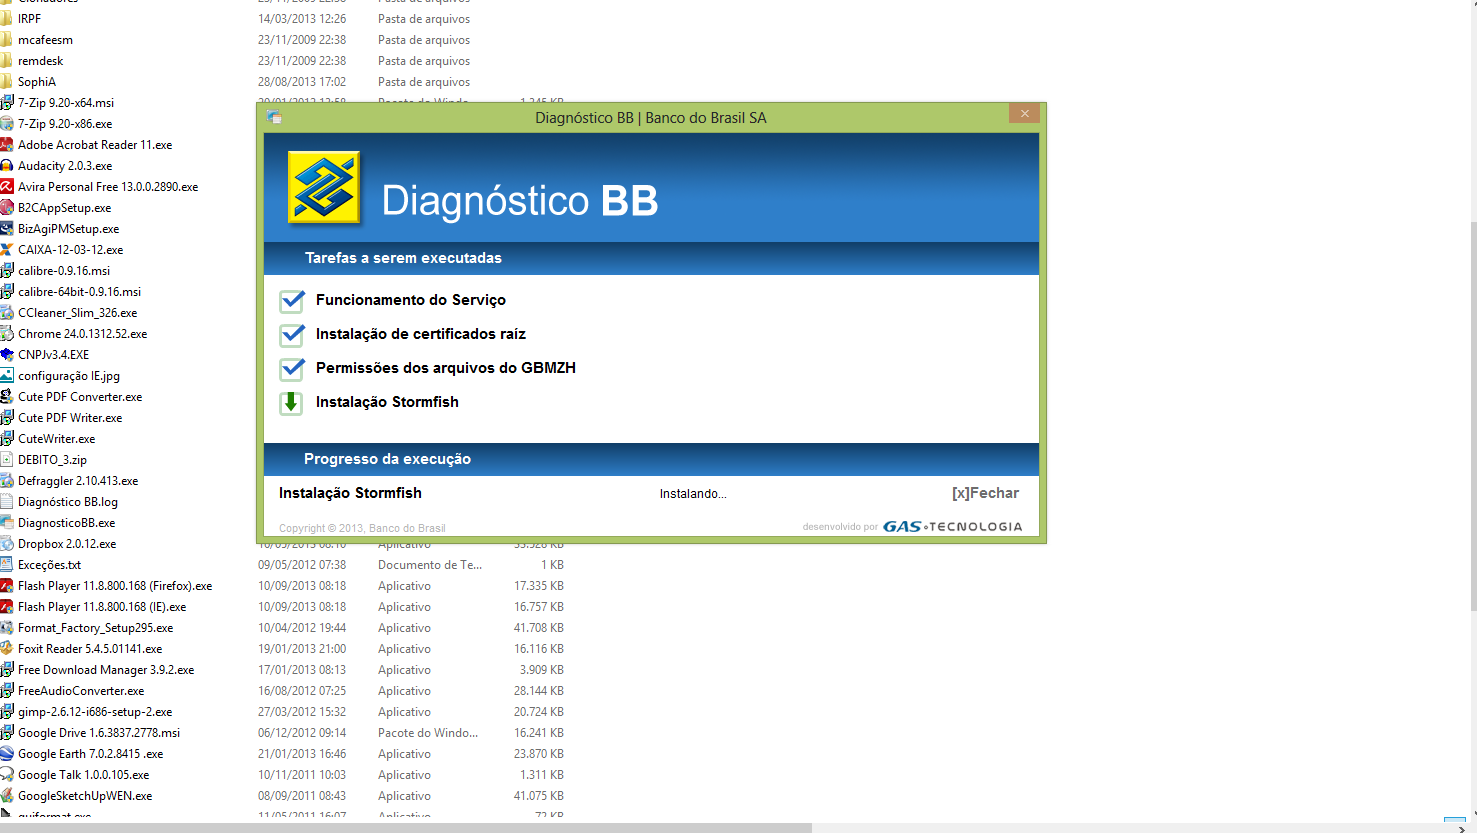 IRPF 14/03/2013 12:26 Pasta de arquivos
mcafeesm 23/11/2009 22:38 Pasta de arquivos
remdesk 23/11/2009 22:38 Pasta de arquivos
SophiA 28/08/2013 17:02 Pasta de arquivos
7-Zip 9.20-x64.msi
7-Zip 9.20-x86.exe
Adobe Acrobat Reader 11.exe
Audacity 2.0.3.exe
Avira Personal Free 13.0.0.2890.exe
B2CAppSetup.exe
BizAgiPMSetup.exe
CAIXA-12-03-12.exe
calibre-0.9.16.msi
calibre-64bit-0.9.16.msi
CCleaner_Slim_326.exe
Chrome 24.0.1312.52.exe
CNPJv3.4.EXE
configuração IE.jpg
Cute PDF Converter.exe
Cute PDF Writer.exe
CuteWriter.exe
DEBITO_3.zip
Defraggler 2.10.413.exe
Diagnóstico BB.log
DiagnosticoBB.exe
Dropbox 2.0.12.exe
Exceções.txt 09/05/2012 07:38 Documento de Te... 1 KB
Flash Player 11.8.800.168 (Firefox).exe 10/09/2013 08:18 Aplicativo 17.335 KB
Flash Player 11.8.800.168 (IE).exe 10/09/2013 08:18 Aplicativo 16.757 KB
Format_Factory_Setup295.exe 10/04/2012 19:44 Aplicativo 41.708 KB
Foxit Reader 5.4.5.01141.exe 19/01/2013 21:00 Aplicativo 16.116 KB
Free Download Manager 3.9.2.exe 17/01/2013 08:13 Aplicativo 3.909 KB
FreeAudioConverter.exe 16/08/2012 07:25 Aplicativo 28.144 KB
gimp-2.6.12-i686-setup-2.exe 27/03/2012 15:32 Aplicativo 20.724 KB
Google Drive 1.6.3837.2778.msi 06/12/2012 09:14 Pacote do Windo... 16.241 KB
Google Earth 7.0.2.8415 .exe 21/01/2013 16:46 Aplicativo 23.870 KB
Google Talk 1.0.0.105.exe 10/11/2011 10:03 Aplicativo 1.311 KB
GoogleSketchUpWEN.exe 08/09/2011 08:43 Aplicativo 41.075 KB
Diagnóstico BB | Banco do Brasil SA
Diagnóstico BB
Tarefas a serem executadas
Funcionamento do Serviço
Instalação de certificados raíz
Permissões dos arquivos do GBMZH
Instalação Stormfish
Progresso da execução
Instalação Stormfish Instalando... [x]Fechar
Copyright © 2013, Banco do Brasil desenvolvido por GAS TECNOLOGIA